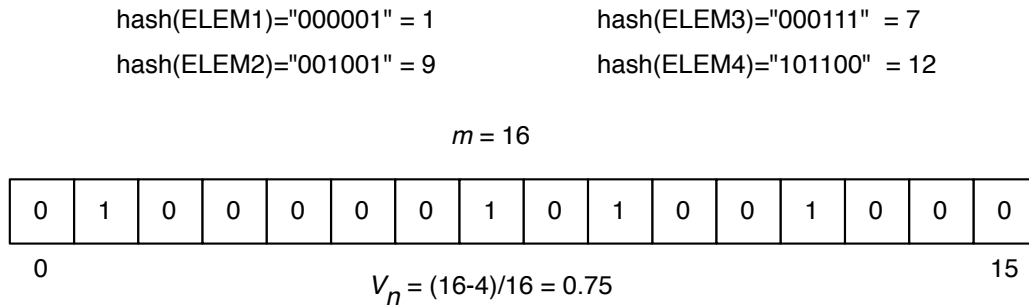 hash(ELEM1)="000001" = 1 hash(ELEM3)="000111" = 7
hash(ELEM2)="001001" = 9 hash(ELEM4)="101100" = 12
m = 16
0 1 0 0 0 0 0 1 0 1 0 0 1 0 0 0
0 15
Vn = (16-4)/16 = 0.75